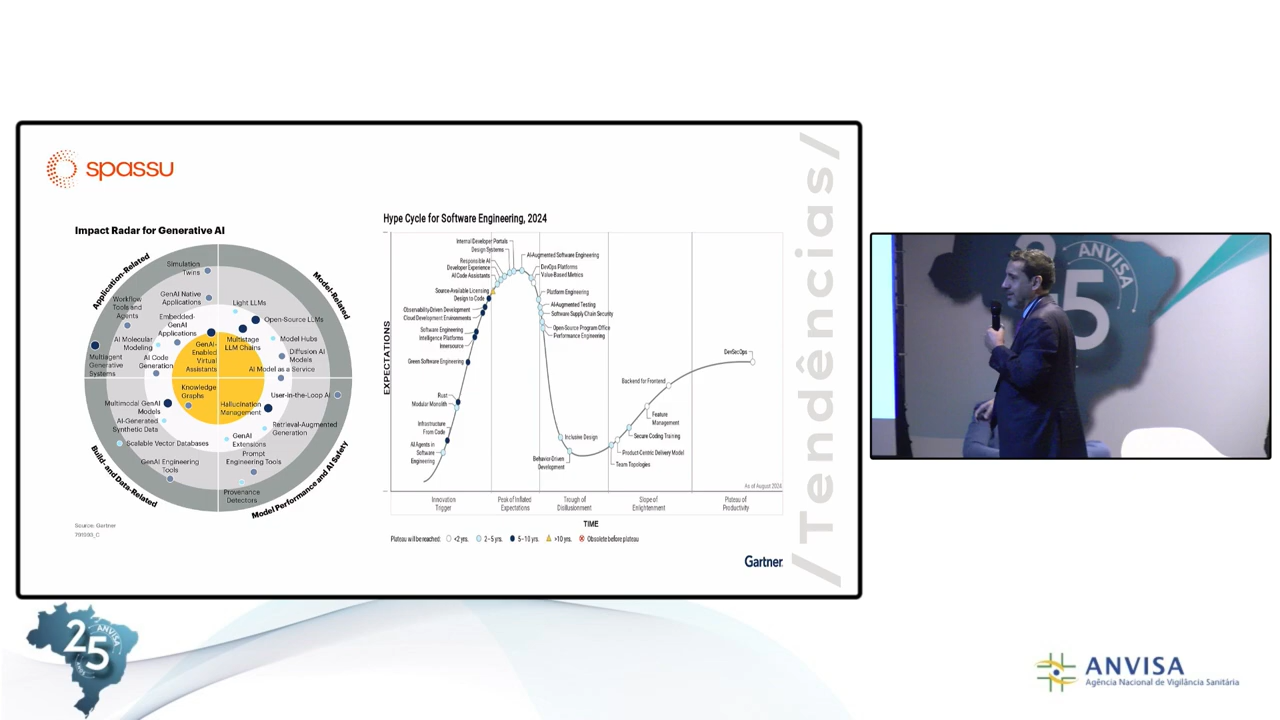 spassu
/Tendências/
Impact Radar for Generative AI
Application-Related
Model-Related
Build- and Data-Related
Model Performance and AI Safety
Simulation
Twins
GenAI Native
Applications
Workflow
Tools and
Agents
Embedded-
GenAI
Applications
AI Molecular
Modeling
Multiagent
Generative
Systems
AI Code
Generation
GenAI-
Enabled
Virtual
Assistants
Light LLMs
Open-Source LLMs
Multistage
LLM Chains
Model Hubs
Diffusion AI
Models
AI Model as a Service
Knowledge
Graphs
Multimodal GenAI
Models
AI-Generated
Synthetic Data
Scalable Vector Databases
GenAI Engineering
Tools
Hallucination
Management
User-in-the-Loop AI
Retrieval-Augmented
Generation
GenAI
Extensions
Prompt
Engineering Tools
Provenance
Detectors
Source: Gartner
Hype Cycle for Software Engineering, 2024
EXPECTATIONS
Internal Developer Portals
Design Systems
Responsible AI
Developer Experience
AI Code Assistants
Source-Available Licensing
Design to Code
Observability-Driven Development
Cloud Development Environments
Software Engineering
Intelligence Platforms
Innersource
Green Software Engineering
Rust
Modular Monolith
Infrastructure
From Code
AI Agents in
Software
Engineering
AI-Augmented Software Engineering
DevOps Platforms
Value-Based Metrics
Platform Engineering
AI-Augmented Testing
Software Supply Chain Security
Open-Source Program Office
Performance Engineering
Inclusive Design
Behavior-Driven
Development
DevSecOps
Backend for Frontend
Feature
Management
Secure Coding Training
Product-Centric Delivery Model
Team Topologies
As of August 2024
Innovation
Trigger
Peak of Inflated
Expectations
Trough of
Disillusionment
Slope of
Enlightenment
Plateau of
Productivity
TIME
Plateau will be reached: <2 yrs. 2–5 yrs. 5–10 yrs. >10 yrs. Obsolete before plateau
Gartner
ANVISA
5
25
ANVISA
ANOS
ANVISA
Agência Nacional de Vigilância Sanitária